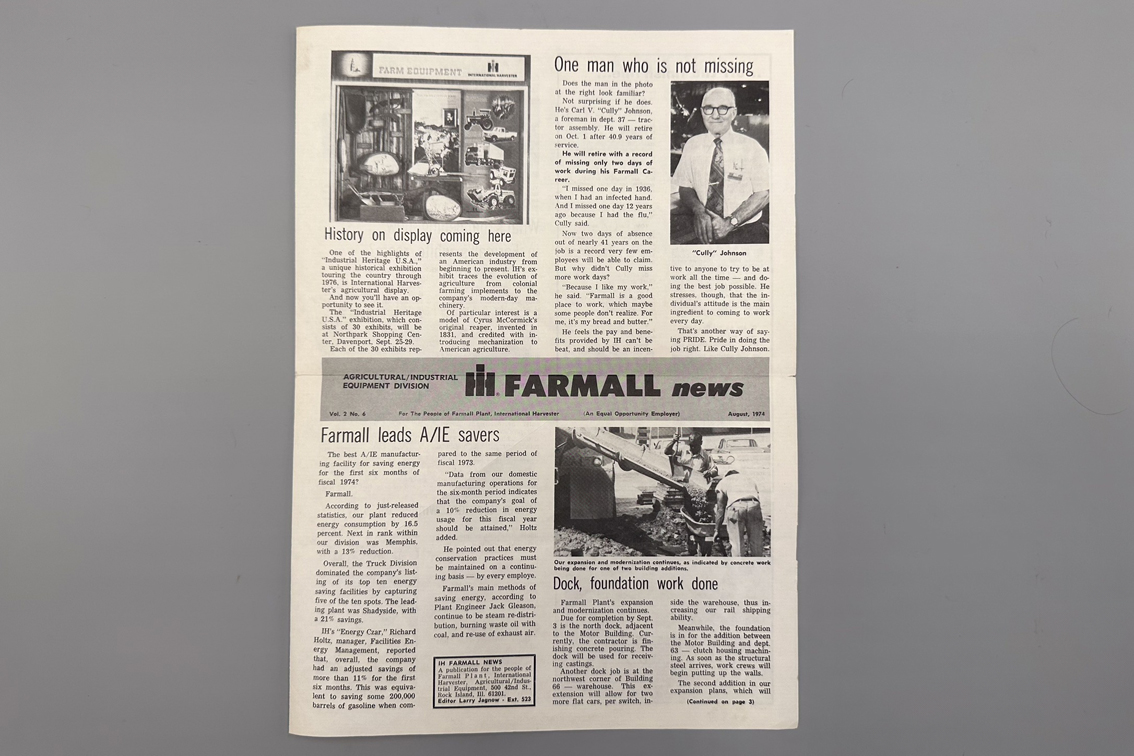 FARM EQUIPMENT
INTERNATIONAL HARVESTER
History on display coming here
One of the highlights of
"Industrial Heritage U.S.A.,"
a unique historical exhibition
touring the country through
1976, is International Harves-
ter's agricultural display.
And now you'll have an op-
portunity to see it.
The "Industrial Heritage
U.S.A." exhibition, which con-
sists of 30 exhibits, will be
at Northpark Shopping Cen-
ter, Davenport, Sept. 25-29.
Each of the 30 exhibits rep-
resents the development of
an American industry from
beginning to present. IH's ex-
hibit traces the evolution of
agriculture from colonial
farming implements to the
company's modern-day ma-
chinery.
Of particular interest is a
model of Cyrus McCormick's
original reaper, invented in
1831, and credited with in-
troducing mechanization to
American agriculture.
One man who is not missing
Does the man in the photo
at the right look familiar?
Not surprising if he does.
He's Carl V. "Cully" Johnson,
a foreman in dept. 37 — trac-
tor assembly. He will retire
on Oct. 1 after 40.9 years of
service.
He will retire with a record
of missing only two days of
work during his Farmall Ca-
reer.
"I missed one day in 1936,
when I had an infected hand.
And I missed one day 12 years
ago because I had the flu,"
Cully said.
Now two days of absence
out of nearly 41 years on the
job is a record very few em-
ployees will be able to claim.
But why didn't Cully miss
more work days?
"Because I like my work,"
he said. "Farmall is a good
place to work, which maybe
some people don't realize. For
me, it's my bread and butter."
He feels the pay and bene-
fits provided by IH can't be
beat, and should be an incen-
"Cully" Johnson
tive to anyone to try to be at
work all the time — and do-
ing the best job possible. He
stresses, though, that the in-
dividual's attitude is the main
ingredient to coming to work
every day.
That's another way of say-
ing PRIDE. Pride in doing the
job right. Like Cully Johnson.
AGRICULTURAL/INDUSTRIAL
EQUIPMENT DIVISION
IH FARMALL news
Vol. 2 No. 6 For The People of Farmall Plant, International Harvester (An Equal Opportunity Employer) August, 1974
Farmall leads A/IE savers
The best A/IE manufactur-
ing facility for saving energy
for the first six months of
fiscal 1974?
Farmall.
According to just-released
statistics, our plant reduced
energy consumption by 16.5
percent. Next in rank within
our division was Memphis,
with a 13% reduction.
Overall, the Truck Division
dominated the company's list-
ing of its top ten energy
saving facilities by capturing
five of the ten spots. The lead-
ing plant was Shadyside, with
a 21% savings.
IH's "Energy Czar," Richard
Holtz, manager, Facilities En-
ergy Management, reported
that, overall, the company
had an adjusted savings of
more than 11% for the first
six months. This was equiva-
lent to saving some 200,000
barrels of gasoline when com-
pared to the same period of
fiscal 1973.
"Data from our domestic
manufacturing operations for
the six-month period indicates
that the company's goal of
a 10% reduction in energy
usage for this fiscal year
should be attained," Holtz
added.
He pointed out that energy
conservation practices must
be maintained on a continu-
ing basis — by every employe.
Farmall's main methods of
saving energy, according to
Plant Engineer Jack Gleason,
continue to be steam re-distri-
bution, burning waste oil with
coal, and re-use of exhaust air.
IH FARMALL NEWS
A publication for the people of
Farmall Plant, International
Harvester, Agricultural/Indus-
trial Equipment, 500 42nd St.,
Rock Island, Ill. 61201.
Editor Larry Jagnow - Ext. 523
Our expansion and modernization continues, as indicated by concrete work
being done for one of two building additions.
Dock, foundation work done
Farmall Plant's expansion
and modernization continues.
Due for completion by Sept.
3 is the north dock, adjacent
to the Motor Building. Cur-
rently, the contractor is fin-
ishing concrete pouring. The
dock will be used for receiv-
ing castings.
Another dock job is at the
northwest corner of Building
66 — warehouse. This ex-
extension will allow for two
more flat cars, per switch, in-
side the warehouse, thus in-
creasing our rail shipping
ability.
Meanwhile, the foundation
is in for the addition between
the Motor Building and dept.
63 — clutch housing machin-
ing. As soon as the structural
steel arrives, work crews will
begin putting up the walls.
The second addition in our
expansion plans, which will
(Continued on page 3)